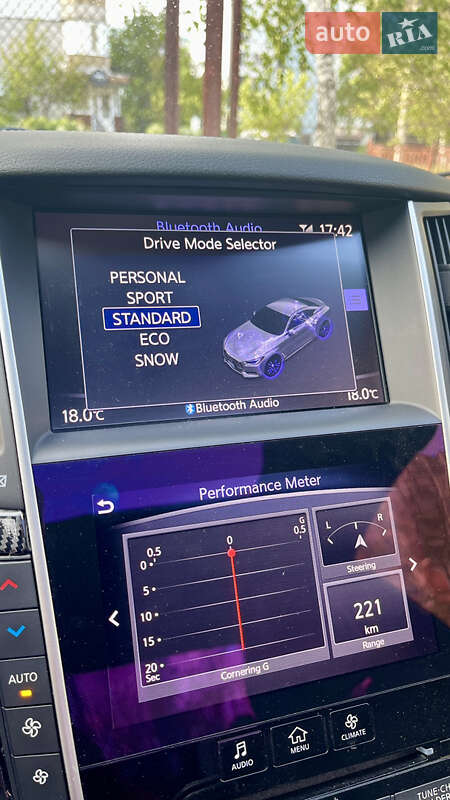 auto RIA
.com
Bluetooth Audio 17:42
Drive Mode Selector
PERSONAL
SPORT
STANDARD
ECO
SNOW
18.0°C 18.0°C
Bluetooth Audio
Performance Meter
0.5 0 G 0.5
0
5
10
15
20
Sec
Cornering G
L R
Steering
221
km
Range
AUTO
AUDIO
MENU
CLIMATE
TUNE·CH